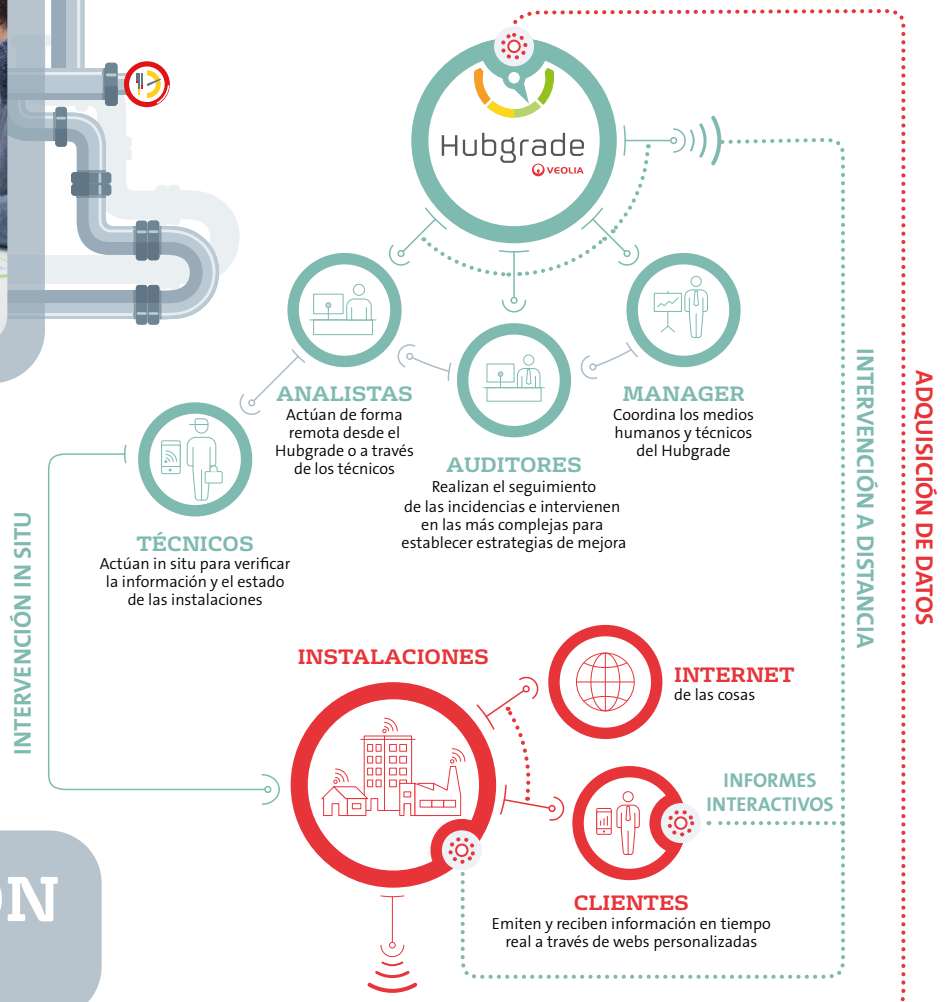 Hubgrade
VEOLIA
ANALISTAS
Actúan de forma
remota desde el
Hubgrade o a través
de los técnicos
AUDITORES
Realizan el seguimiento
de las incidencias e intervienen
en las más complejas para
establecer estrategias de mejora
MANAGER
Coordina los medios
humanos y técnicos
del Hubgrade
TÉCNICOS
Actúan in situ para verificar
la información y el estado
de las instalaciones
INTERVENCIÓN IN SITU
INTERVENCIÓN A DISTANCIA
ADQUISICIÓN DE DATOS
INSTALACIONES
INTERNET
de las cosas
INFORMES
INTERACTIVOS
CLIENTES
Emiten y reciben información en tiempo
real a través de webs personalizadas